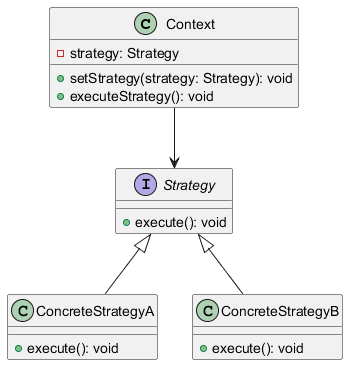 C Context
strategy: Strategy
setStrategy(strategy: Strategy): void
executeStrategy(): void
I Strategy
execute(): void
C ConcreteStrategyA
execute(): void
C ConcreteStrategyB
execute(): void